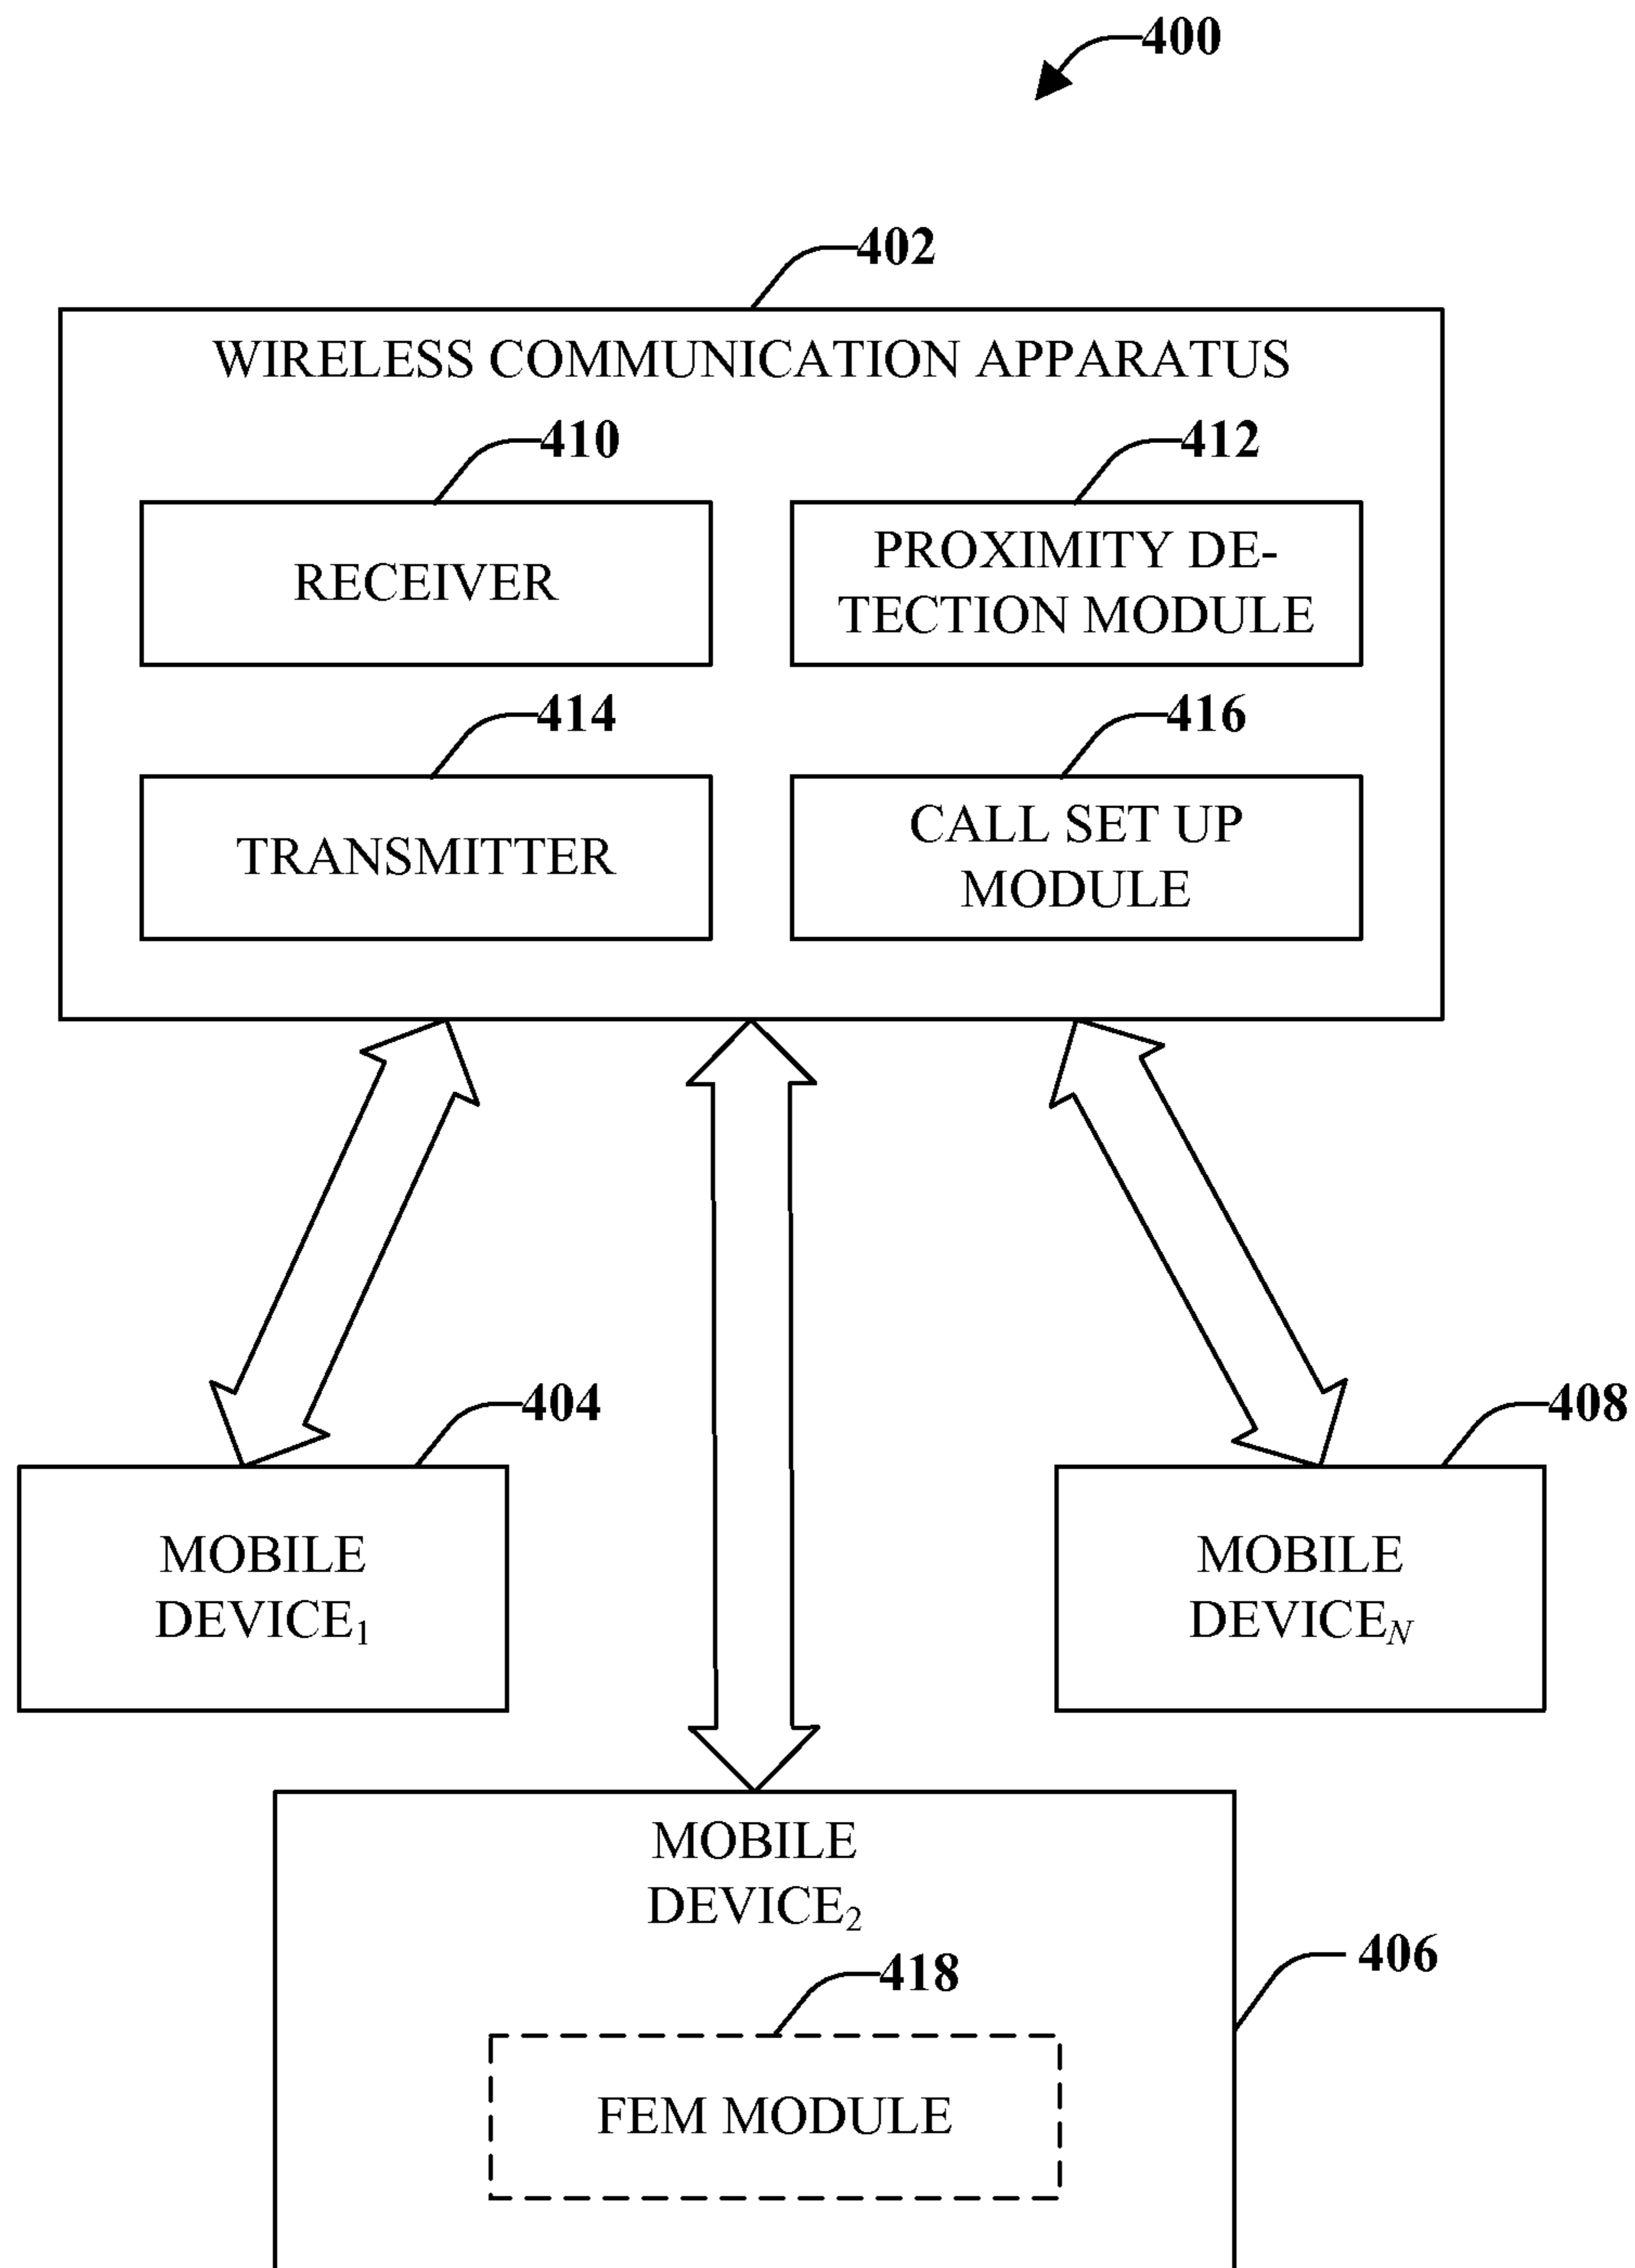 400
402
WIRELESS COMMUNICATION APPARATUS
410
412
RECEIVER
PROXIMITY DE-
TECTION MODULE
414
416
TRANSMITTER
CALL SET UP
MODULE
404
408
MOBILE
DEVICE1
MOBILE
DEVICEN
MOBILE
DEVICE2
406
418
FEM MODULE